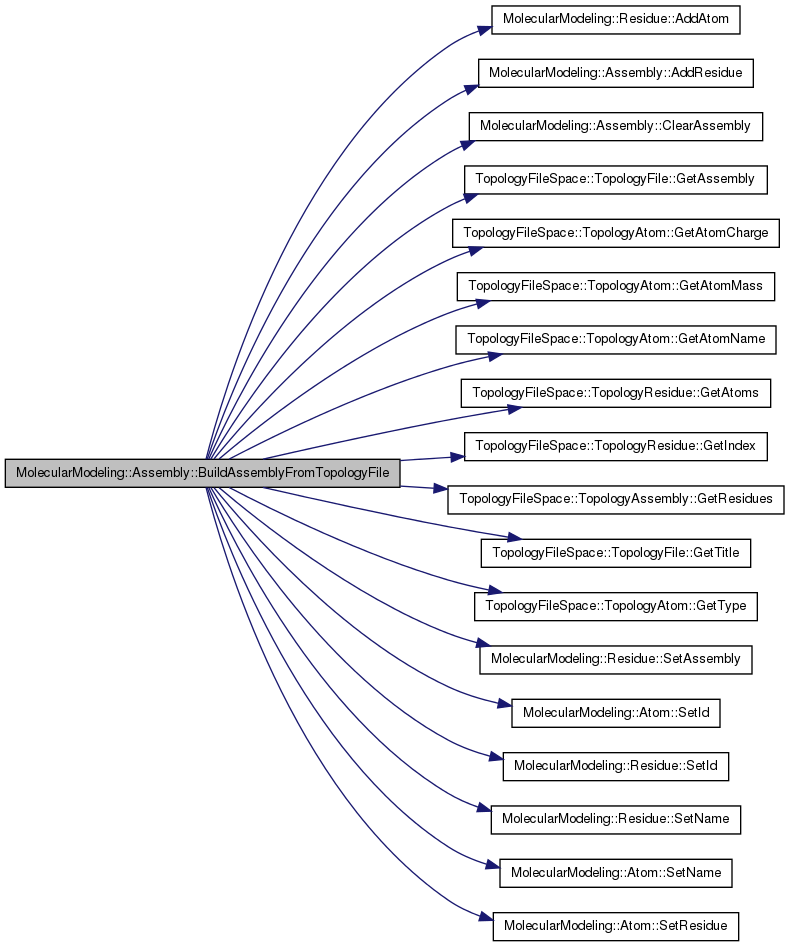 MolecularModeling::Residue::AddAtom
MolecularModeling::Assembly::AddResidue
MolecularModeling::Assembly::ClearAssembly
TopologyFileSpace::TopologyFile::GetAssembly
TopologyFileSpace::TopologyAtom::GetAtomCharge
TopologyFileSpace::TopologyAtom::GetAtomMass
TopologyFileSpace::TopologyAtom::GetAtomName
TopologyFileSpace::TopologyResidue::GetAtoms
TopologyFileSpace::TopologyResidue::GetIndex
MolecularModeling::Assembly::BuildAssemblyFromTopologyFile
TopologyFileSpace::TopologyAssembly::GetResidues
TopologyFileSpace::TopologyFile::GetTitle
TopologyFileSpace::TopologyAtom::GetType
MolecularModeling::Residue::SetAssembly
MolecularModeling::Atom::SetId
MolecularModeling::Residue::SetId
MolecularModeling::Residue::SetName
MolecularModeling::Atom::SetName
MolecularModeling::Atom::SetResidue